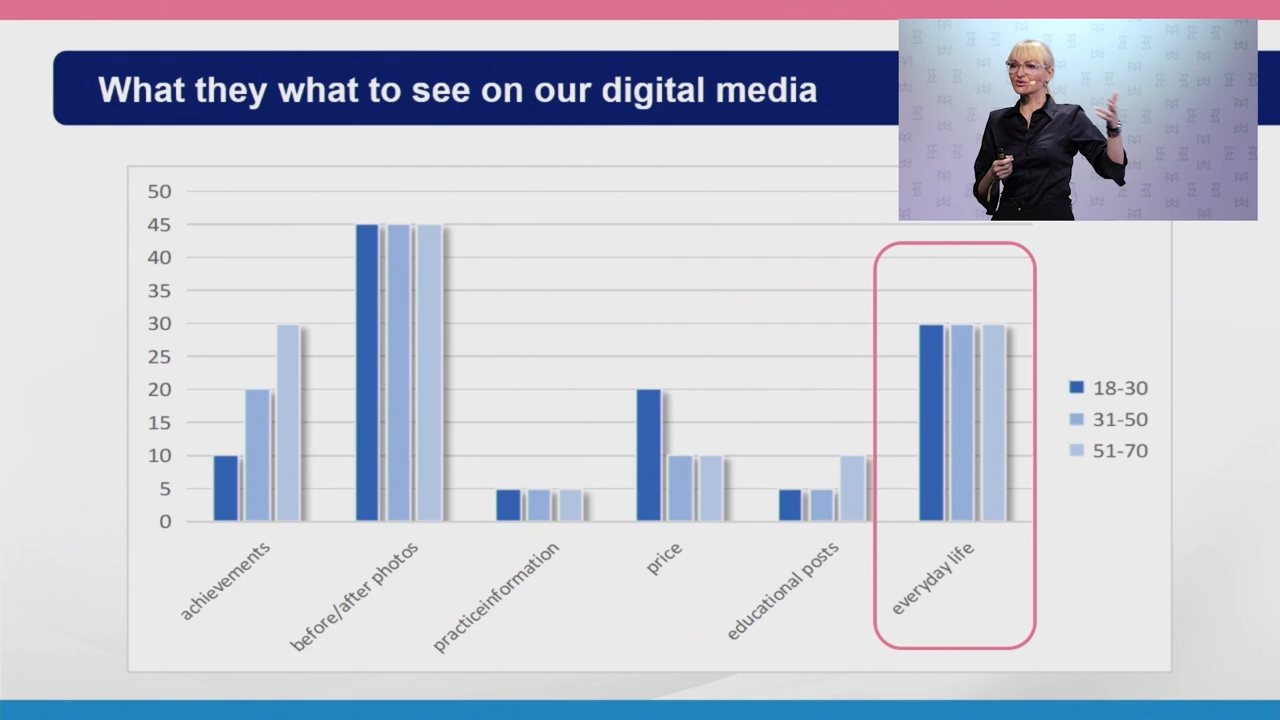 What they what to see on our digital media
50
45
40
35
30
25
20
15
10
5
0
achievements
before/after photos
practiceinformation
price
educational posts
everyday life
18-30
31-50
51-70